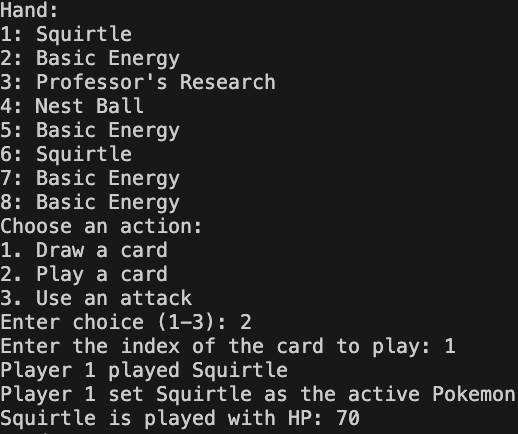 Hand:
1: Squirtle
2: Basic Energy
3: Professor's Research
4: Nest Ball
5: Basic Energy
6: Squirtle
7: Basic Energy
8: Basic Energy
Choose an action:
1. Draw a card
2. Play a card
3. Use an attack
Enter choice (1-3): 2
Enter the index of the card to play: 1
Player 1 played Squirtle
Player 1 set Squirtle as the active Pokemon
Squirtle is played with HP: 70